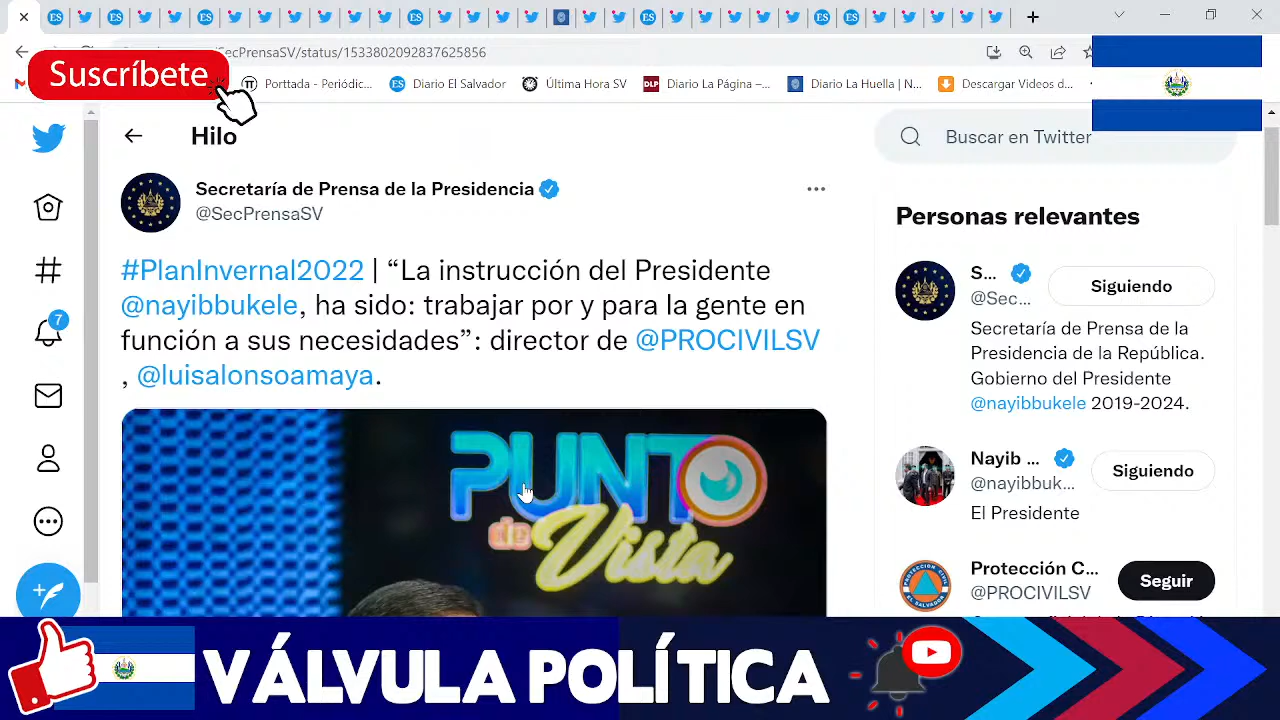 SecPrensaSV/status/1533802092837625856
Suscríbete
Porttada - Periódic...
Diario El Salvador
Última Hora SV
DLP
Diario La Página –...
Diario La Huella | No...
Descargar Videos d...
Hilo
Buscar en Twitter
Secretaría de Prensa de la Presidencia
@SecPrensaSV
#PlanInvernal2022 | “La instrucción del Presidente
@nayibbukele, ha sido: trabajar por y para la gente en
función a sus necesidades”: director de @PROCIVILSV
, @luisalonsoamaya.
PUNTO
de
Vista
7
Personas relevantes
S...
@Sec...
Siguiendo
Secretaría de Prensa de la
Presidencia de la República.
Gobierno del Presidente
@nayibbukele 2019-2024.
Nayib ...
@nayibbuk...
Siguiendo
El Presidente
Protección C...
@PROCIVILSV
Seguir
VÁLVULA POLÍTICA